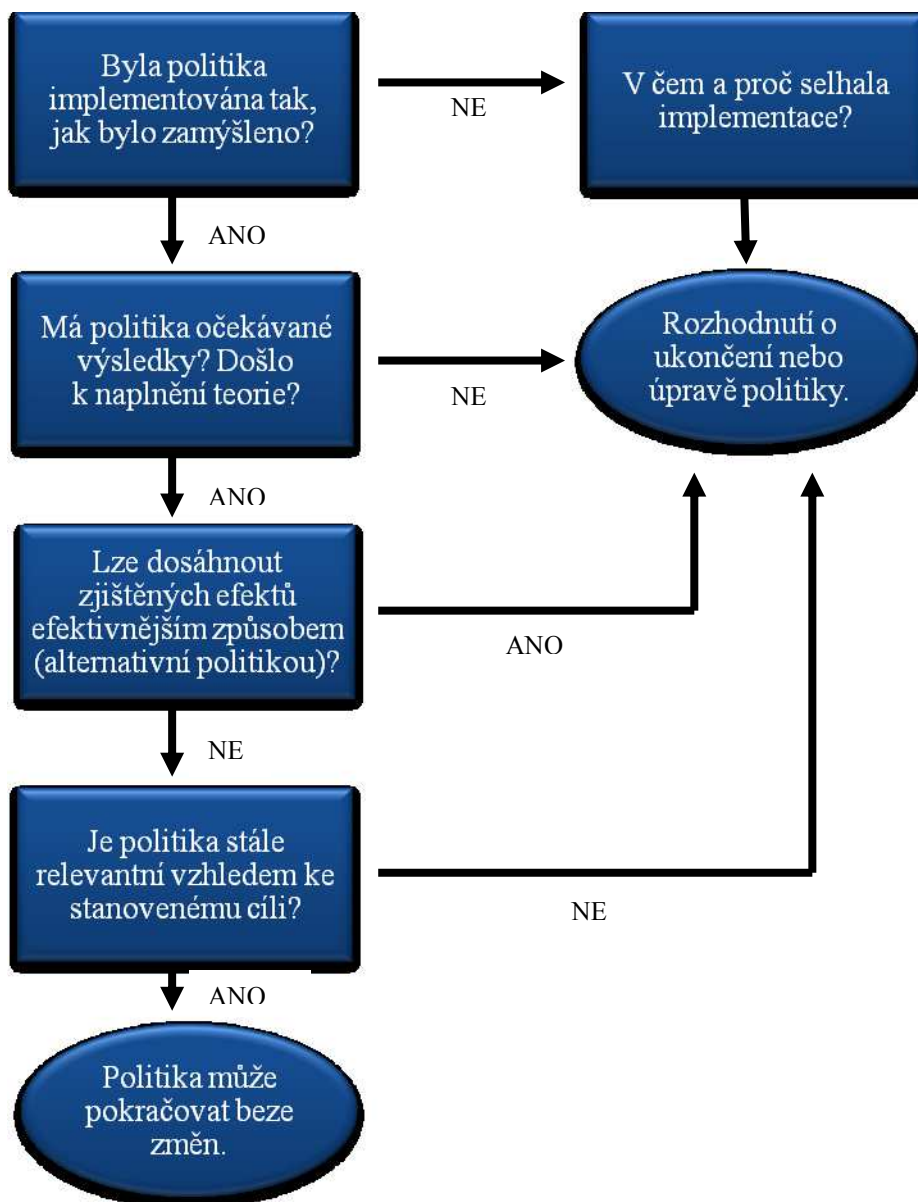 Byla politika
implementována tak,
jak bylo zamýšleno?
NE
V čem a proč selhala
implementace?
ANO
Má politika očekávané
výsledky? Došlo
k naplnění teorie?
NE
Rozhodnutí o
ukončení nebo
úpravě politiky.
ANO
Lze dosáhnout
zjištěných efektů
efektivnějším způsobem
(alternativní politikou)?
ANO
NE
Je politika stále
relevantní vzhledem ke
stanovenému cíli?
NE
ANO
Politika může
pokračovat beze
změn.